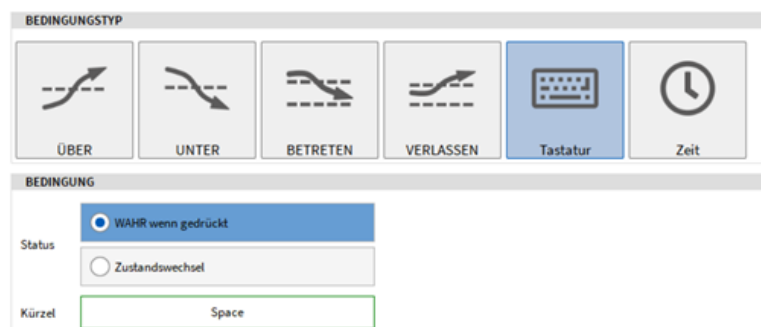 BEDINGUNGSTYP
ÜBER UNTER BETRETEN VERLASSEN Tastatur Zeit
BEDINGUNG
WAHR wenn gedrückt
Status
Zustandswechsel
Kürzel Space